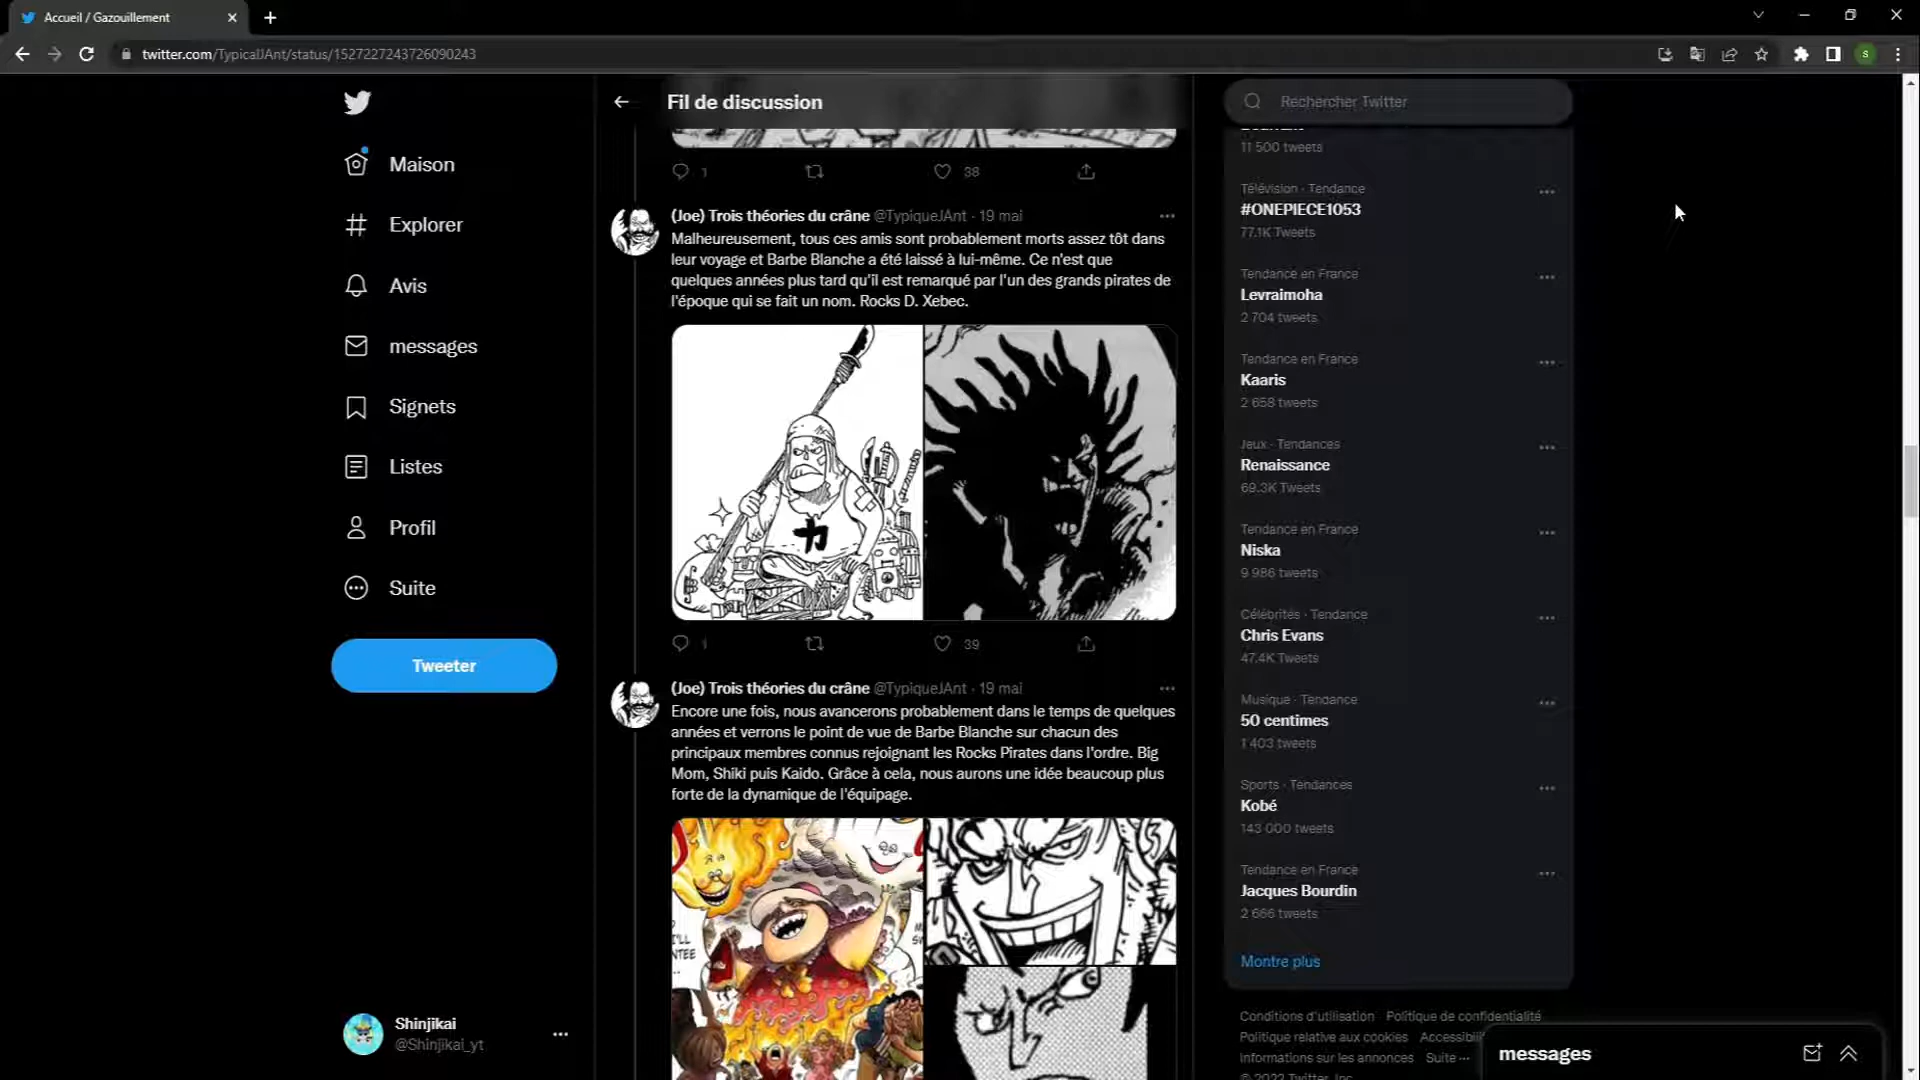 Accueil / Gazouillement
twitter.com/TypicalJAnt/status/1527227243726090243
S
Maison
Explorer
Avis
messages
Signets
Listes
Profil
Suite
Tweeter
Shinjikai
@Shinjikai_yt
Fil de discussion
1
38
(Joe) Trois théories du crâne @TypiqueJAnt · 19 mai
Malheureusement, tous ces amis sont probablement morts assez tôt dans
leur voyage et Barbe Blanche a été laissé à lui-même. Ce n'est que
quelques années plus tard qu'il est remarqué par l'un des grands pirates de
l'époque qui se fait un nom. Rocks D. Xebec.
力
1
39
(Joe) Trois théories du crâne @TypiqueJAnt · 19 mai
Encore une fois, nous avancerons probablement dans le temps de quelques
années et verrons le point de vue de Barbe Blanche sur chacun des
principaux membres connus rejoignant les Rocks Pirates dans l'ordre. Big
Mom, Shiki puis Kaido. Grâce à cela, nous aurons une idée beaucoup plus
forte de la dynamique de l'équipage.
Rechercher Twitter
11 500 tweets
Télévision · Tendance
#ONEPIECE1053
77.1K Tweets
Tendance en France
Levraimoha
2 704 tweets
Tendance en France
Kaaris
2 658 tweets
Jeux · Tendances
Renaissance
69.3K Tweets
Tendance en France
Niska
9 986 tweets
Célébrités · Tendance
Chris Evans
47.4K Tweets
Musique · Tendance
50 centimes
1 403 tweets
Sports · Tendances
Kobé
143 000 tweets
Tendance en France
Jacques Bourdin
2 666 tweets
Montre plus
Conditions d'utilisation Politique de confidentialité
Politique relative aux cookies Accessibili
Informations sur les annonces Suite ···
© 2022 Twitter, Inc.
messages